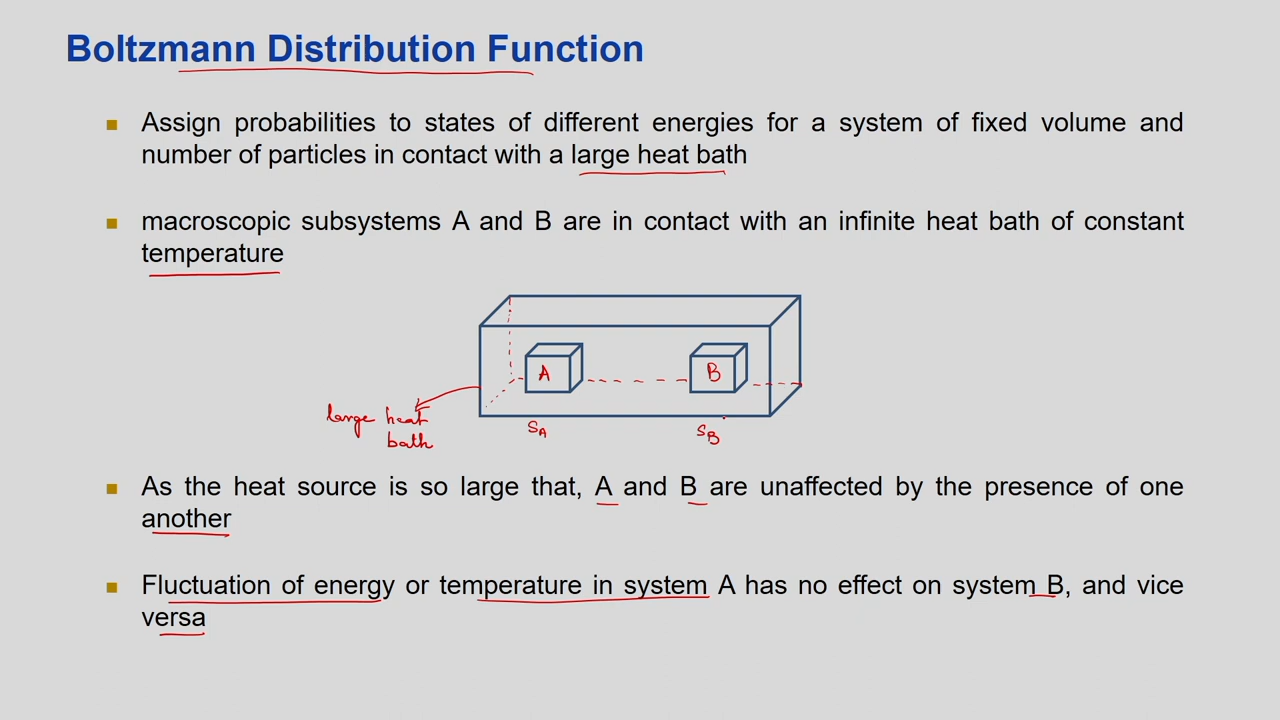 Boltzmann Distribution Function
Assign probabilities to states of different energies for a system of fixed volume and
number of particles in contact with a large heat bath
macroscopic subsystems A and B are in contact with an infinite heat bath of constant
temperature
A
B
large heat
bath
SA
SB
As the heat source is so large that, A and B are unaffected by the presence of one
another
Fluctuation of energy or temperature in system A has no effect on system B, and vice
versa